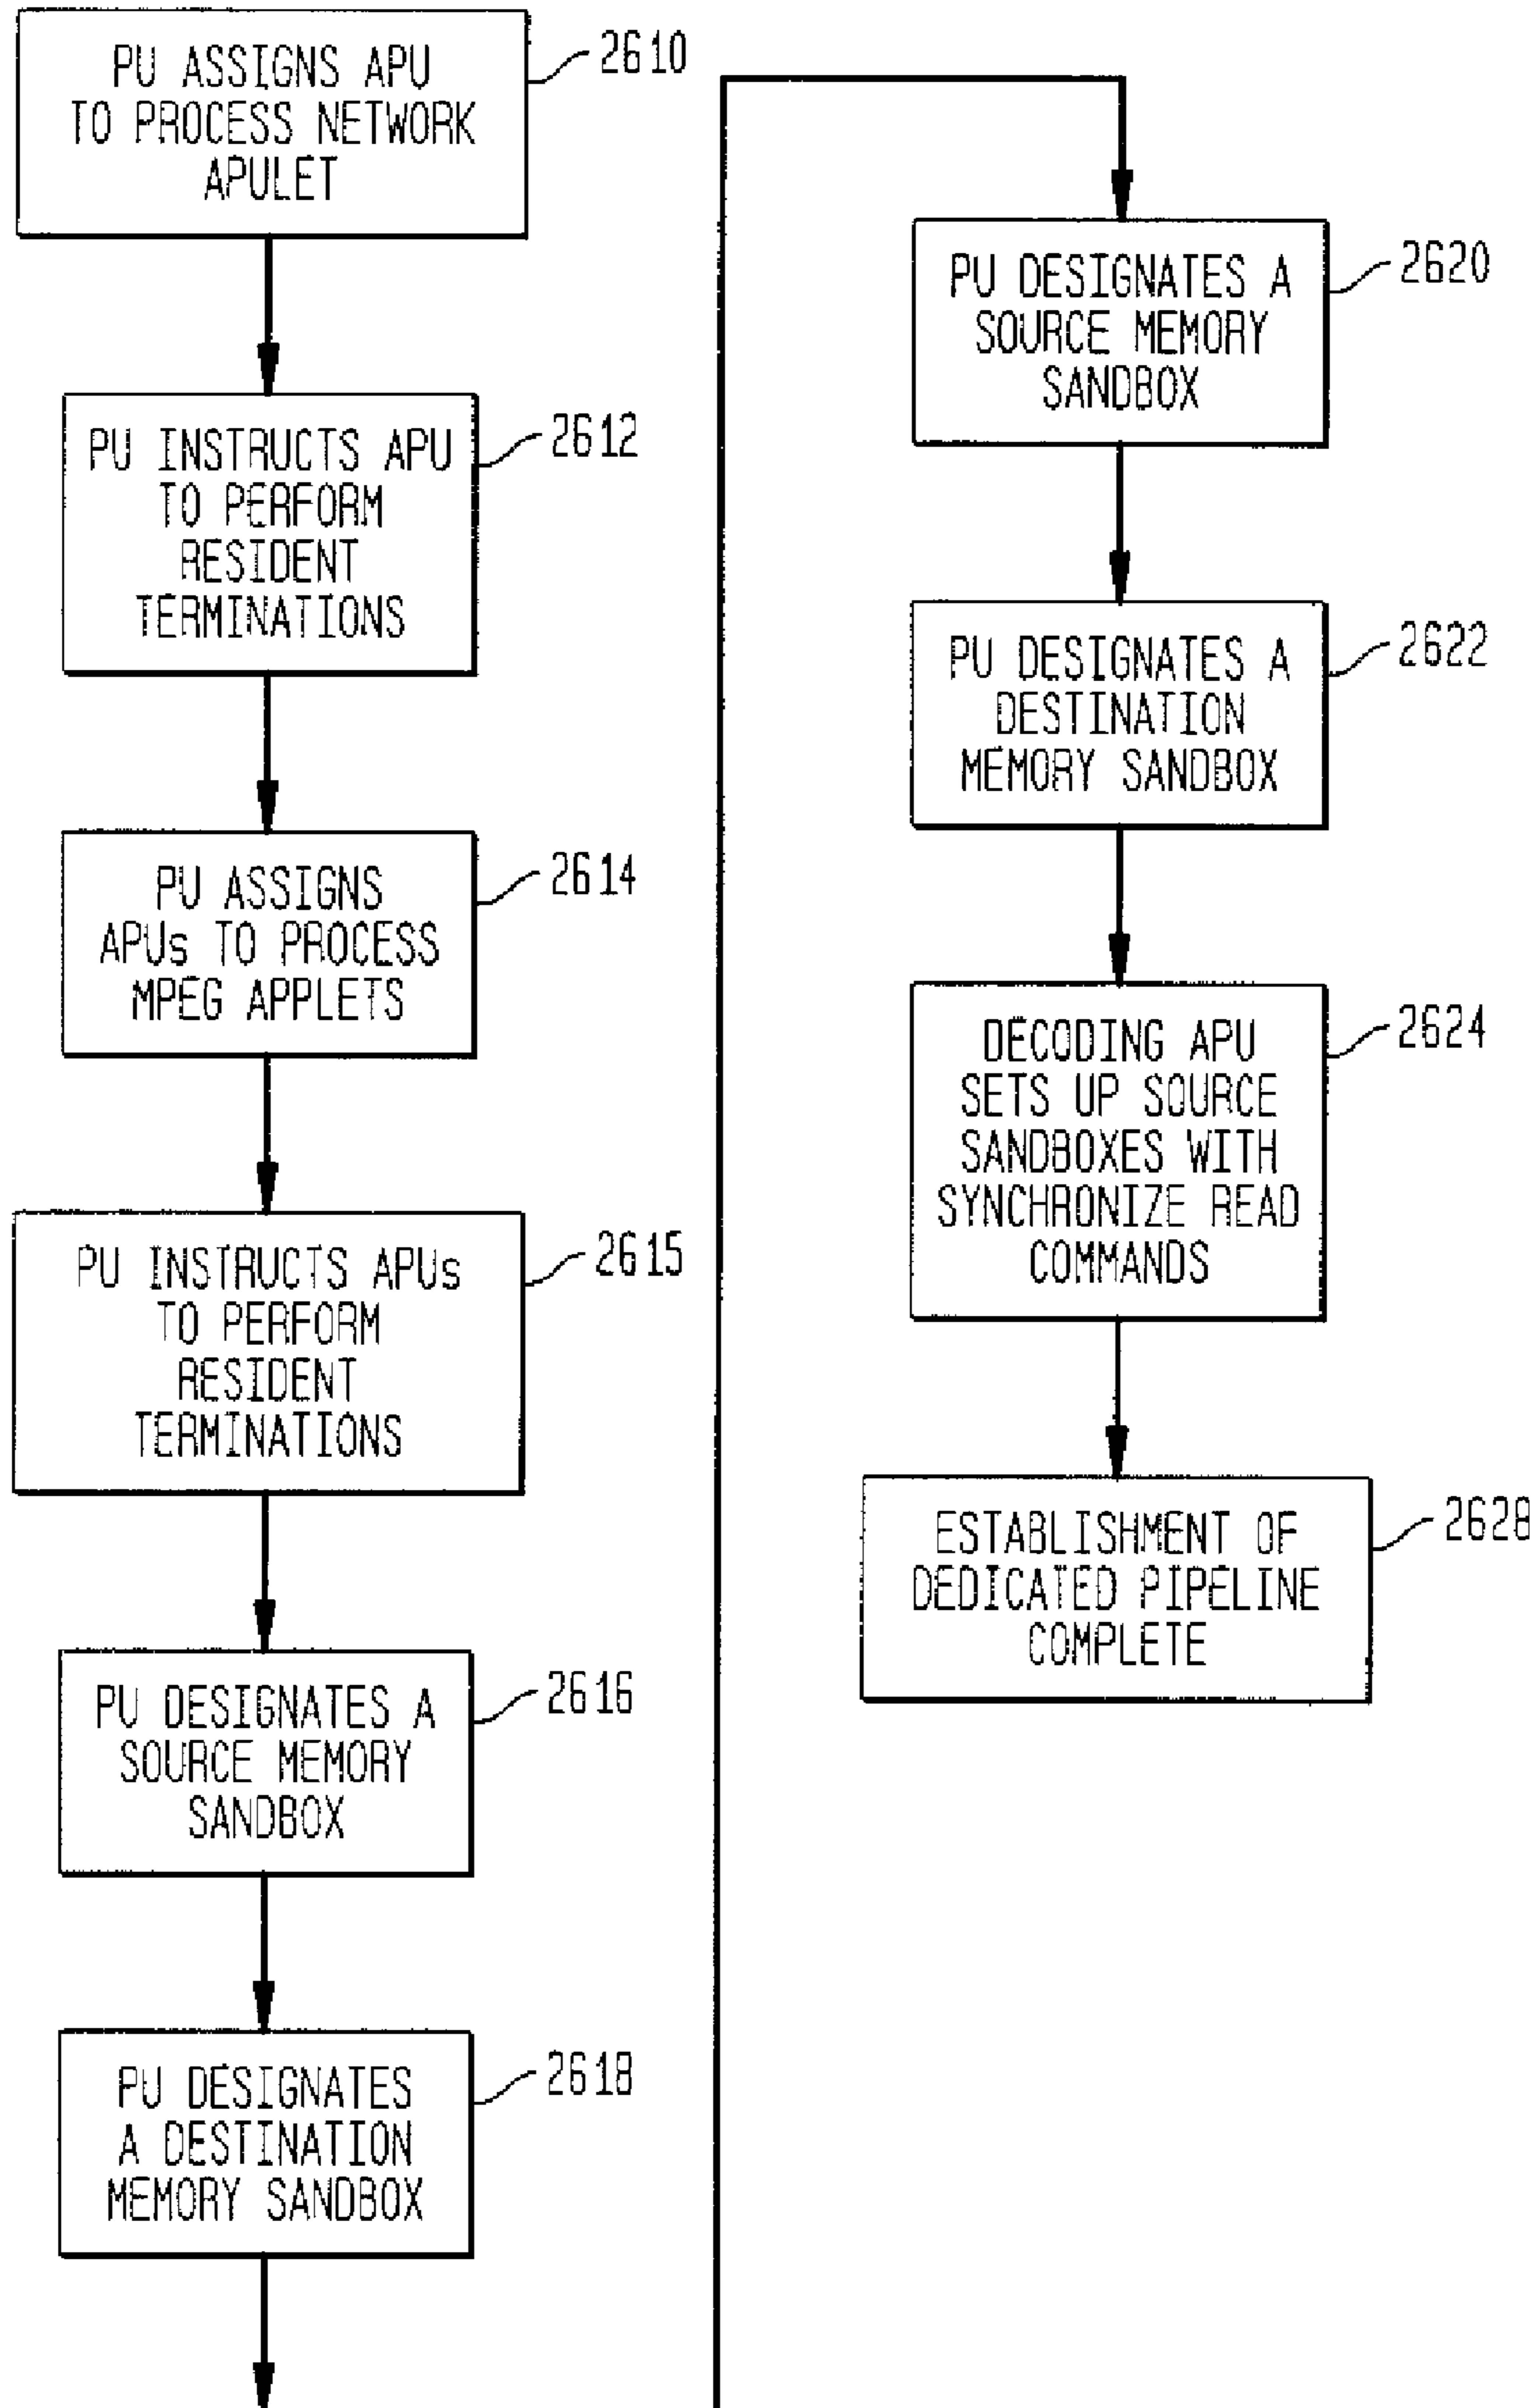 PU ASSIGNS APU
TO PROCESS NETWORK
APULET
2610
PU INSTRUCTS APU
TO PERFORM
RESIDENT
TERMINATIONS
2612
PU ASSIGNS
APUs TO PROCESS
MPEG APPLETS
2614
PU INSTRUCTS APUs
TO PERFORM
RESIDENT
TERMINATIONS
2615
PU DESIGNATES A
SOURCE MEMORY
SANDBOX
2616
PU DESIGNATES
A DESTINATION
MEMORY SANDBOX
2618
PU DESIGNATES A
SOURCE MEMORY
SANDBOX
2620
PU DESIGNATES A
DESTINATION
MEMORY SANDBOX
2622
DECODING APU
SETS UP SOURCE
SANDBOXES WITH
SYNCHRONIZE READ
COMMANDS
2624
ESTABLISHMENT OF
DEDICATED PIPELINE
COMPLETE
2628